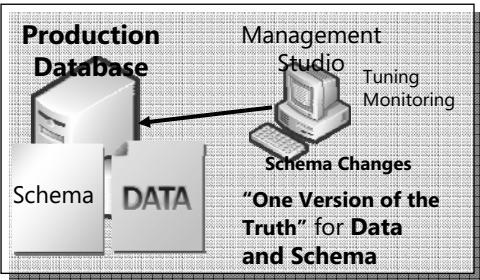 Production
Database
Management
Studio
Tuning
Monitoring
Schema Changes
Schema
DATA
“One Version of the
Truth” for Data
and Schema